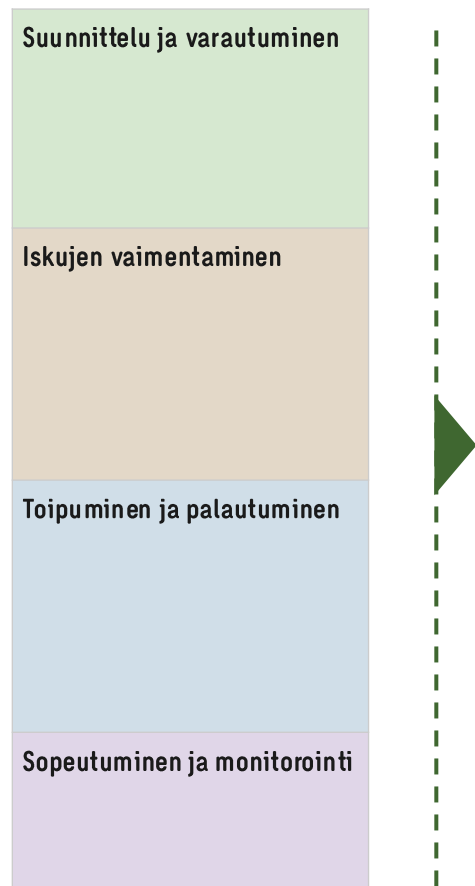 Suunnittelu ja varautuminen
Iskujen vaimentaminen
Toipuminen ja palautuminen
Sopeutuminen ja monitorointi